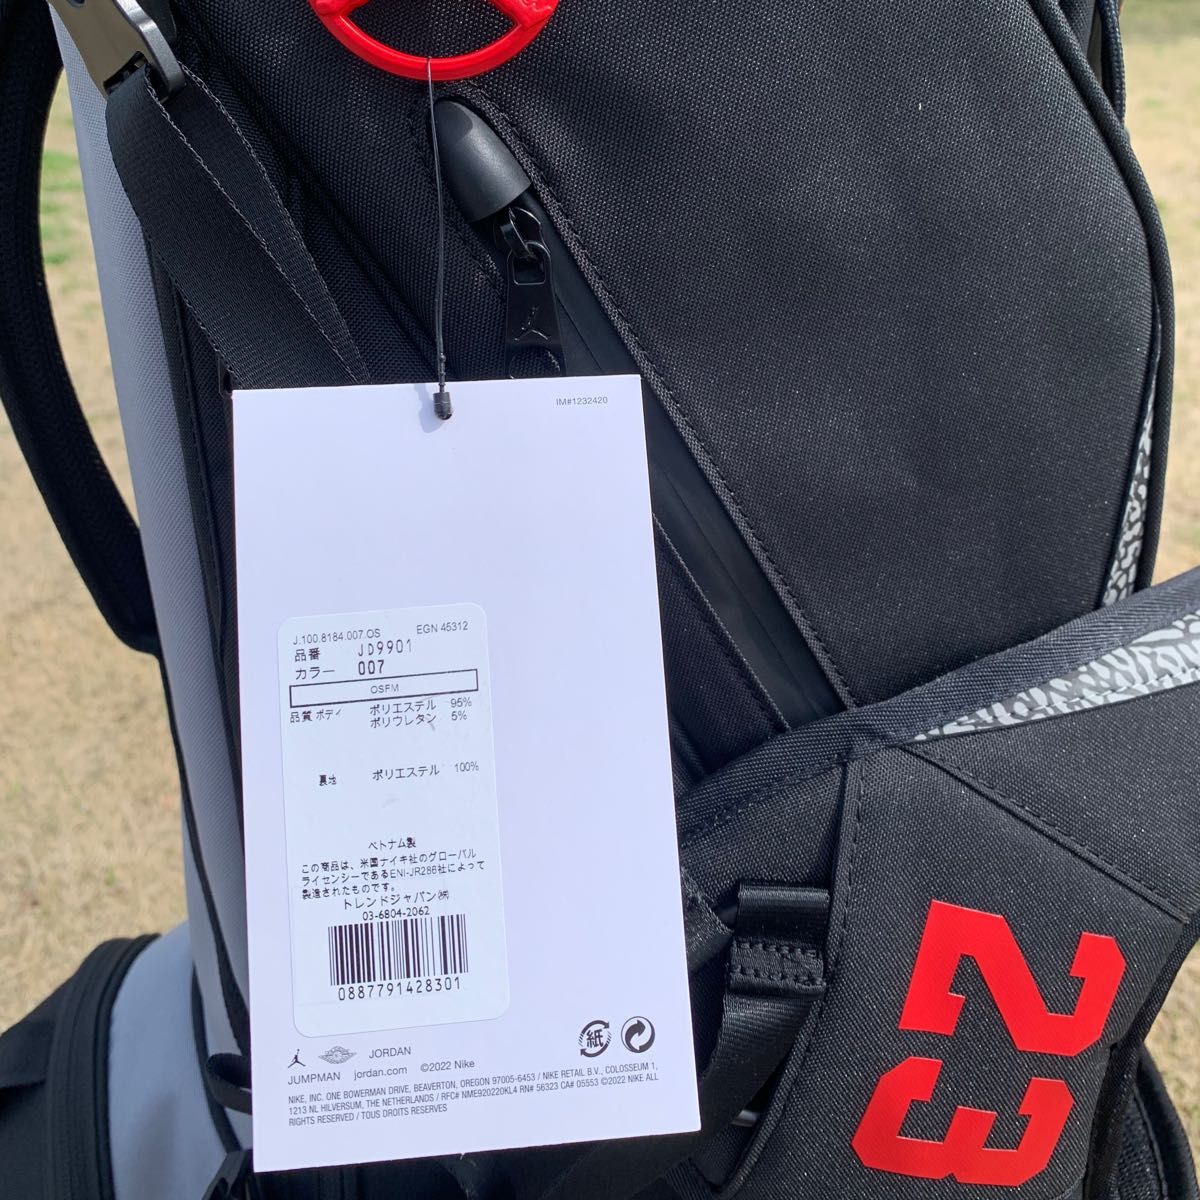 IM#1232420
J.100.8184.007.OS EGN 45312
品番 JD9901
カラー 007
OSFM
品質 ボディ ポリエステル 95%
ポリウレタン 5%
裏地 ポリエステル 100%
ベトナム製
この商品は、米国ナイキ社のグローバル
ライセンシーであるENI-JR286社によって
製造されたものです。
トレンドジャパン㈱
03-6804-2062
0887791428301
紙
JORDAN
JUMPMAN jordan.com ©2022 Nike
NIKE, INC. ONE BOWERMAN DRIVE, BEAVERTON, OREGON 97005-6453 / NIKE RETAIL B.V., COLOSSEUM 1,
1213 NL HILVERSUM, THE NETHERLANDS / RFC# NME920220KL4 RN# 56323 CA# 05553 ©2022 NIKE ALL
RIGHTS RESERVED / TOUS DROITS RESERVES
23